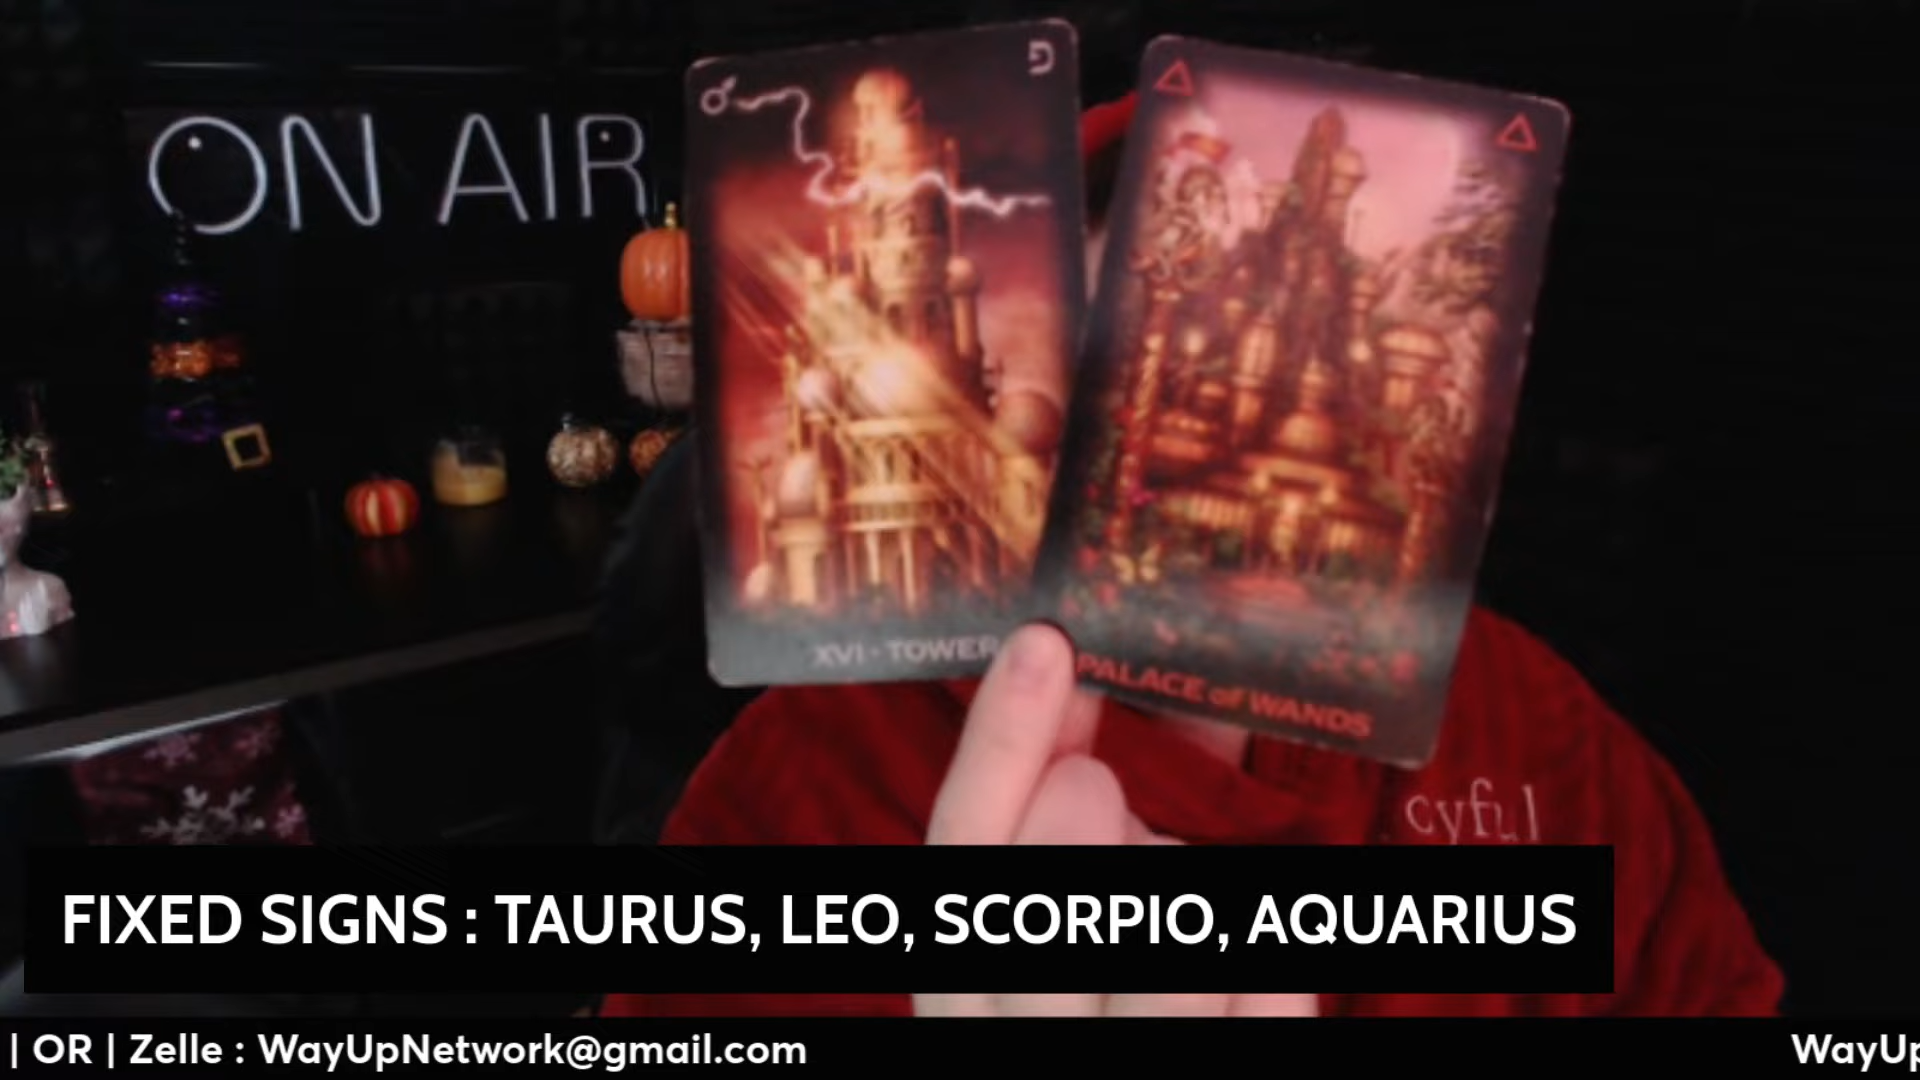 ON AIR
XVI · TOWER
PALACE of WANDS
cyful
FIXED SIGNS : TAURUS, LEO, SCORPIO, AQUARIUS
| OR | Zelle : WayUpNetwork@gmail.com
WayUp